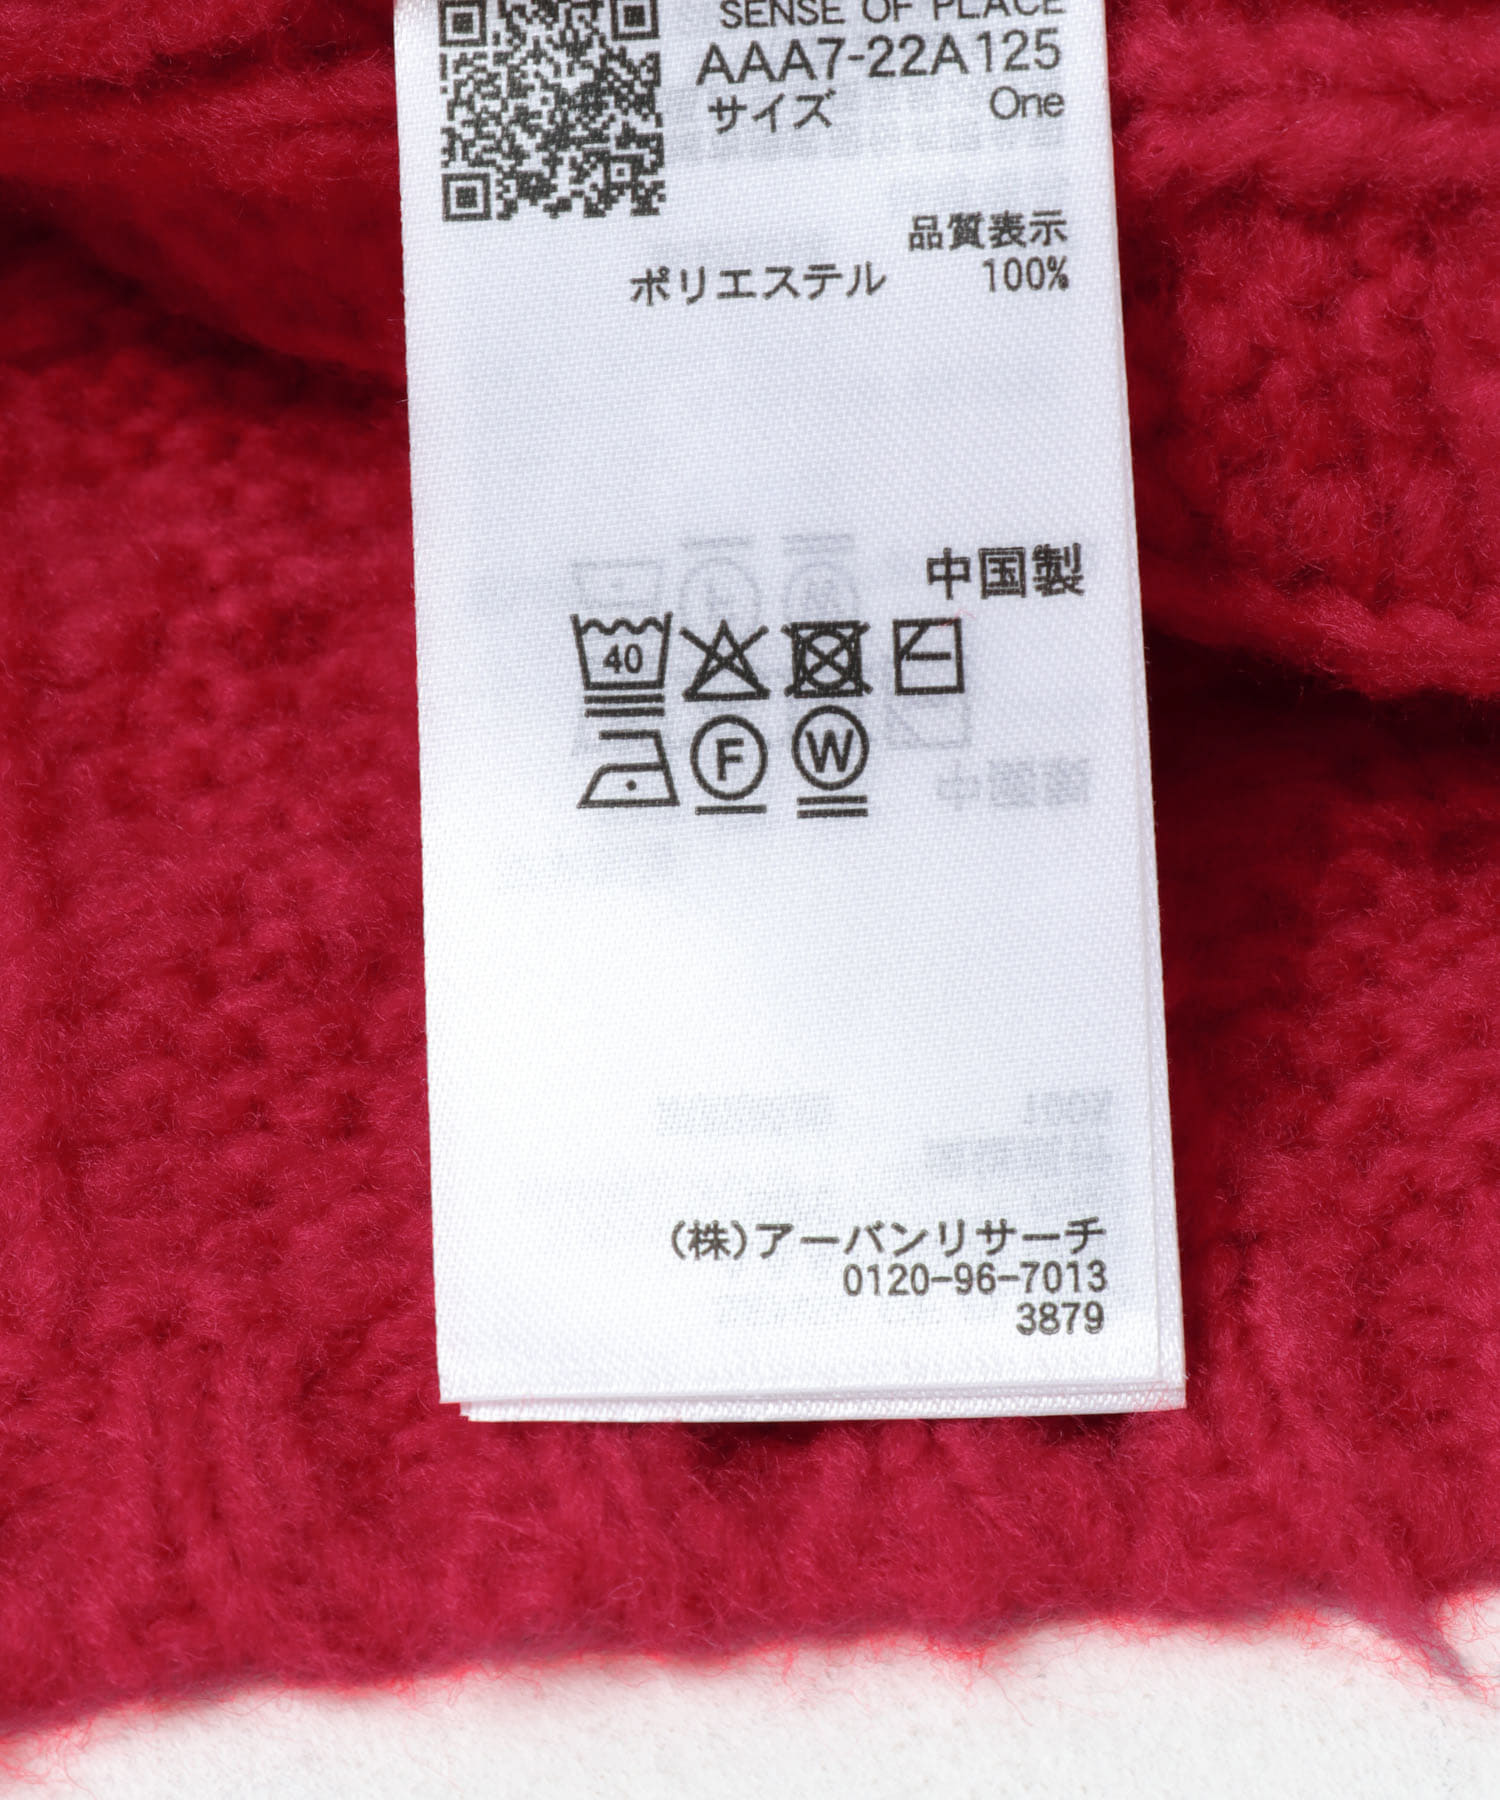 SENSE OF PLACE
AAA7-22A125
サイズ One
品質表示
ポリエステル 100%
中国製
40
F W
(株)アーバンリサーチ
0120-96-7013
3879